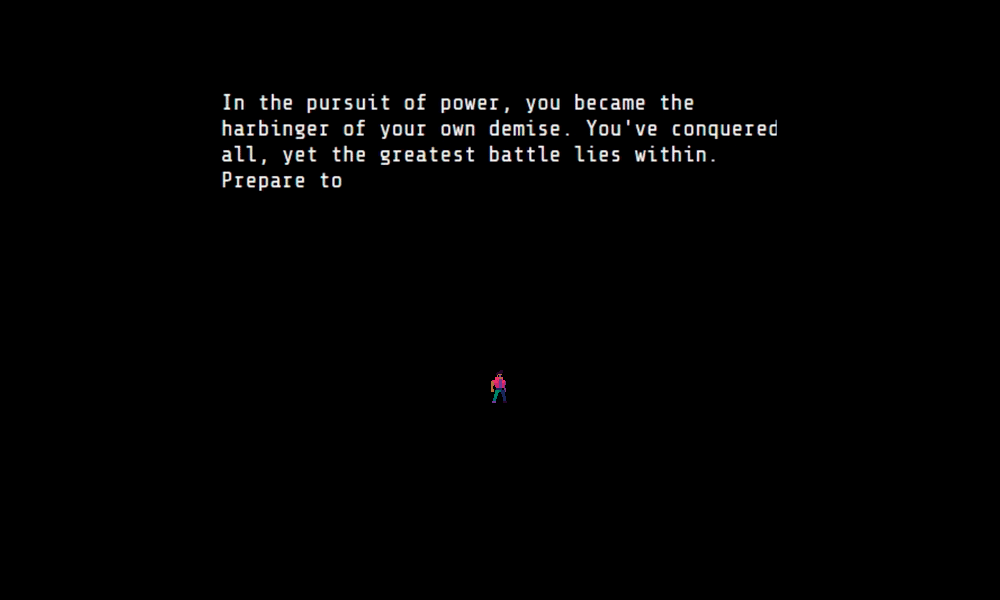 In the pursuit of power, you became the
harbinger of your own demise. You've conquered
all, yet the greatest battle lies within.
Prepare to